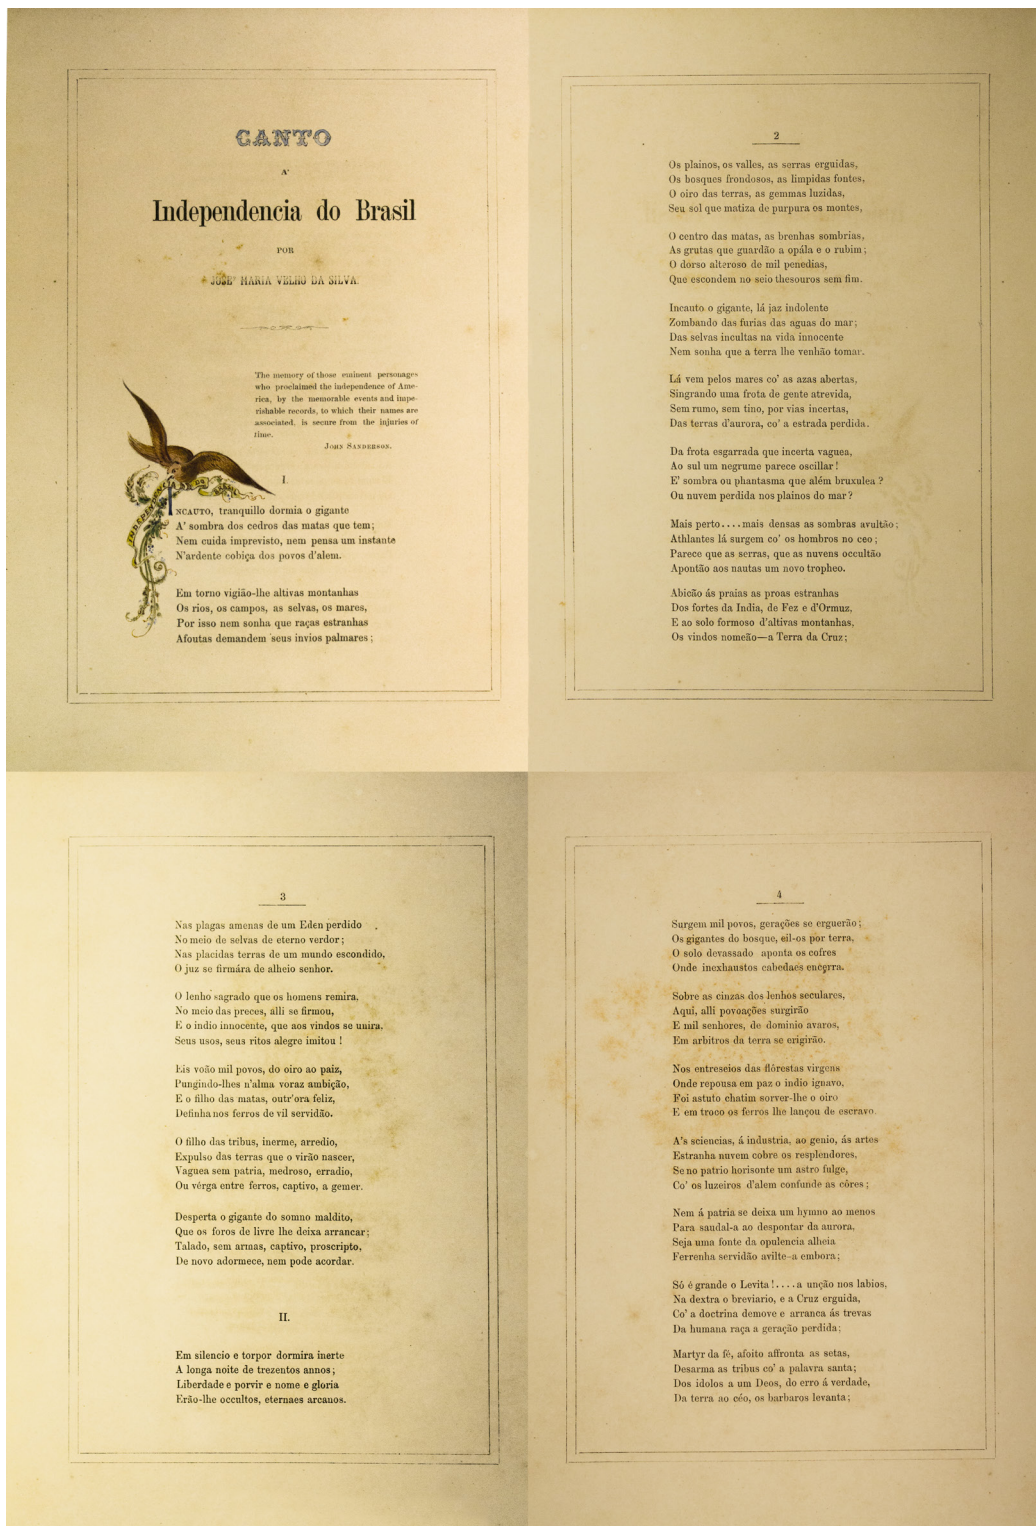 CANTO
A'
Independencia do Brasil
POR
JOSE' MARIA VELHO DA SILVA.
The memory of those eminent personages
who proclaimed the independence of Ame-
rica, by the memorable events and impe-
rishable records, to which their names are
associated, is secure from the injuries of
time.
JOHN SANDERSON.
I.
INDEPENDENCIA DO
INCAUTO, tranquillo dormia o gigante
A' sombra dos cedros das matas que tem;
Nem cuida imprevisto, nem pensa um instante
N'ardente cobiça dos povos d'alem.
Em torno vigião-lhe altivas montanhas
Os rios, os campos, as selvas, os mares,
Por isso nem sonha que raças estranhas
Afoutas demandem seus invios palmares;
2
Os plainos, os valles, as serras erguidas,
Os bosques frondosos, as limpidas fontes,
O oiro das terras, as gemmas luzidas,
Seu sol que matiza de purpura os montes,
O centro das matas, as brenhas sombrias,
As grutas que guardão a opála e o rubim;
O dorso alteroso de mil penedias,
Que escondem no seio thesouros sem fim.
Incauto o gigante, lá jaz indolente
Zombando das furias das aguas do mar;
Das selvas incultas na vida innocente
Nem sonha que a terra lhe venhão tomar.
Lá vem pelos mares co' as azas abertas,
Singrando uma frota de gente atrevida,
Sem rumo, sem tino, por vias incertas,
Das terras d'aurora, co' a estrada perdida.
Da frota esgarrada que incerta vaguea,
Ao sul um negrume parece oscillar!
E' sombra ou phantasma que além bruxulea?
Ou nuvem perdida nos plainos do mar?
Mais perto....mais densas as sombras avultão;
Athlantes lá surgem co' os hombros no ceo;
Parece que as serras, que as nuvens occultão
Apontão aos nautas um novo tropheo.
Abicão ás praias as proas estranhas
Dos fortes da India, de Fez e d'Ormuz,
E ao solo formoso d'altivas montanhas,
Os vindos nomeão—a Terra da Cruz;
3
Nas plagas amenas de um Eden perdido
No meio de selvas de eterno verdor;
Nas placidas terras de um mundo escondido,
O juz se firmára de alheio senhor.
O lenho sagrado que os homens remira,
No meio das preces, álli se firmou,
E o indio innocente, que aos vindos se unira,
Seus usos, seus ritos alegre imitou!
Eis voão mil povos, do oiro ao paiz,
Pungindo-lhes n'alma voraz ambição,
E o filho das matas, outr'ora feliz,
Definha nos ferros de vil servidão.
O filho das tribus, inerme, arredio,
Expulso das terras que o virão nascer,
Vaguea sem patria, medroso, erradio,
Ou vérga entre ferros, captivo, a gemer.
Desperta o gigante do somno maldito,
Que os foros de livre lhe deixa arrancar;
Talado, sem armas, captivo, proscripto,
De novo adormece, nem pode acordar.
II.
Em silencio e torpor dormira inerte
A longa noite de trezentos annos;
Liberdade e porvir e nome e gloria
Erão-lhe occultos, eternaes arcanos.
4
Surgem mil povos, gerações se erguerão;
Os gigantes do bosque, eil-os por terra,
O solo devassado aponta os cofres
Onde inexhaustos cabedaes encerra.
Sobre as cinzas dos lenhos seculares,
Aqui, alli povoações surgirão
E mil senhores, de dominio avaros,
Em arbitros da terra se erigirão.
Nos entreseios das flôrestas virgens
Onde repousa em paz o indio ignavo,
Foi astuto chatim sorver-lhe o oiro
E em troco os ferros lhe lançou de escravo.
A's sciencias, á industria, ao genio, ás artes
Estranha nuvem cobre os resplendores,
Se no patrio horisonte um astro fulge,
Co' os luzeiros d'alem confunde as côres;
Nem á patria se deixa um hymno ao menos
Para saudal-a ao despontar da aurora,
Seja uma fonte da opulencia alheia
Ferrenha servidão avilte-a embora;
Só é grande o Levita!....a unção nos labios,
Na dextra o breviario, e a Cruz erguida,
Co' a doctrina demove e arranca ás trevas
Da humana raça a geração perdida;
Martyr da fé, afoito affronta as setas,
Desarma as tribus co' a palavra santa;
Dos idolos a um Deos, do erro á verdade,
Da terra ao céo, os barbaros levanta;